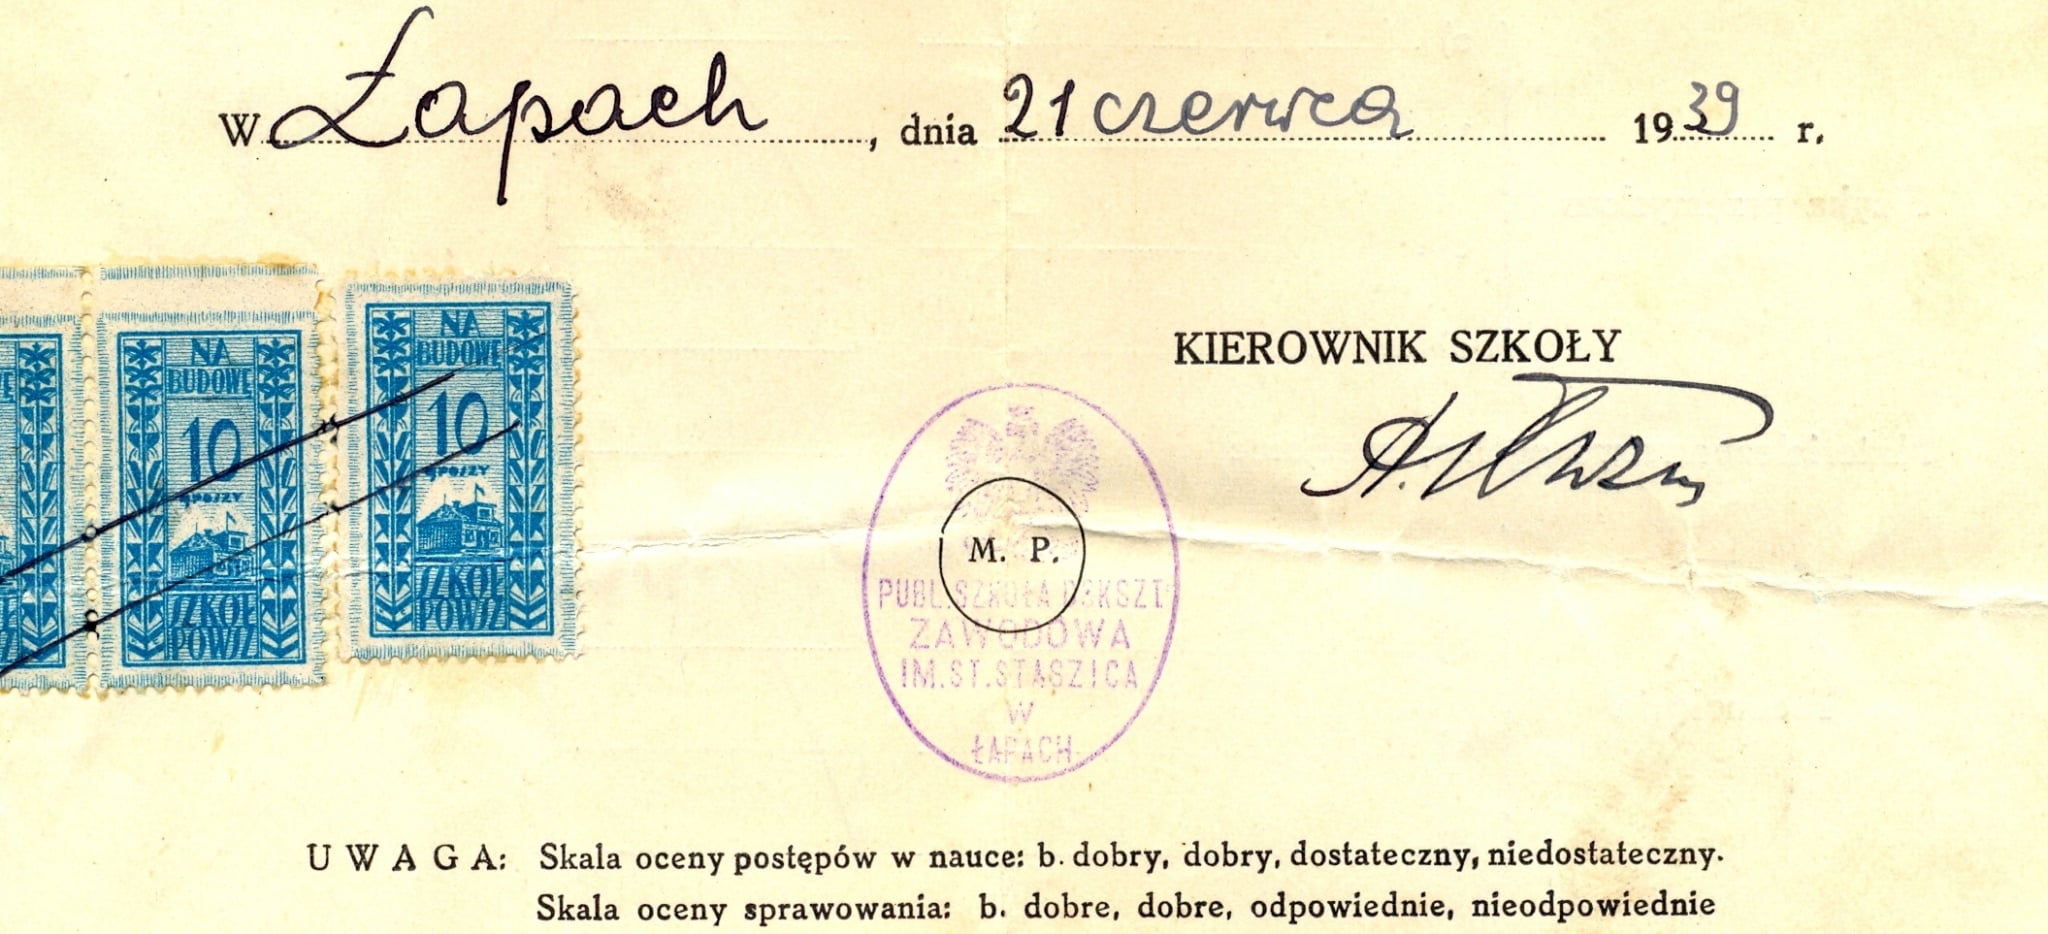 W Łapach, dnia 21 czerwca 1939 r.
NA
BUDOWĘ
10
GROSZY
SZKÓŁ
POWSZ
NA
BUDOWĘ
10
GROSZY
SZKÓŁ
POWSZ
KIEROWNIK SZKOŁY
M. P.
PUBL. SZKOŁA DOKSZT
ZAWODOWA
IM. ST. STASZICA
W
ŁAPACH
UWAGA: Skala oceny postępów w nauce: b. dobry, dobry, dostateczny, niedostateczny.
Skala oceny sprawowania: b. dobre, dobre, odpowiednie, nieodpowiednie